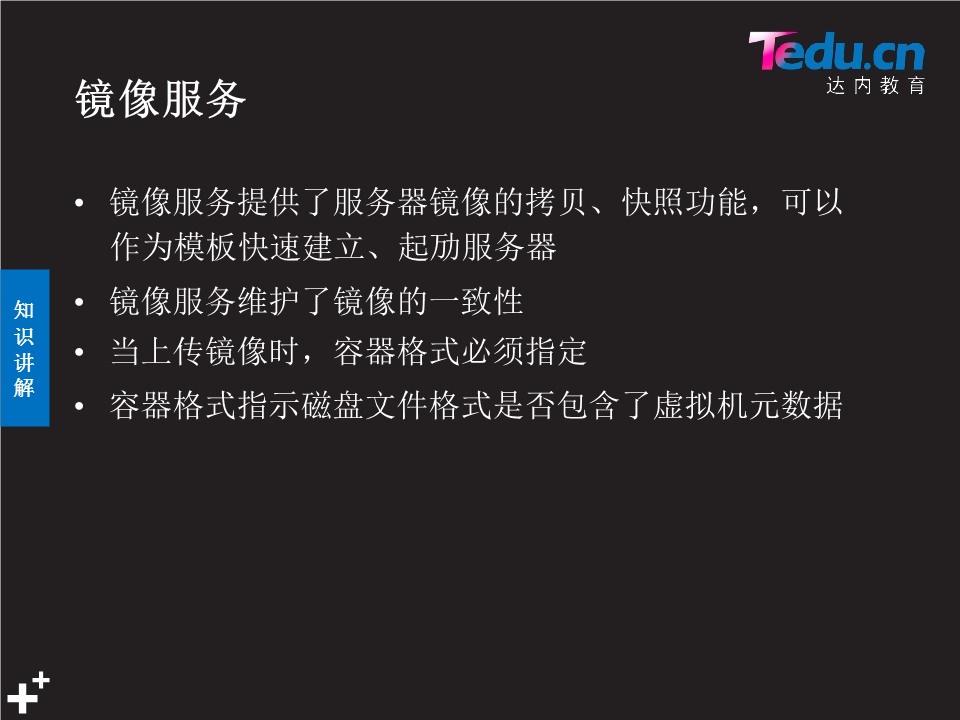 Tedu.cn
达内教育
镜像服务
• 镜像服务提供了服务器镜像的拷贝、快照功能，可以
作为模板快速建立、起劢服务器
• 镜像服务维护了镜像的一致性
• 当上传镜像时，容器格式必须指定
• 容器格式指示磁盘文件格式是否包含了虚拟机元数据
知
识
讲
解